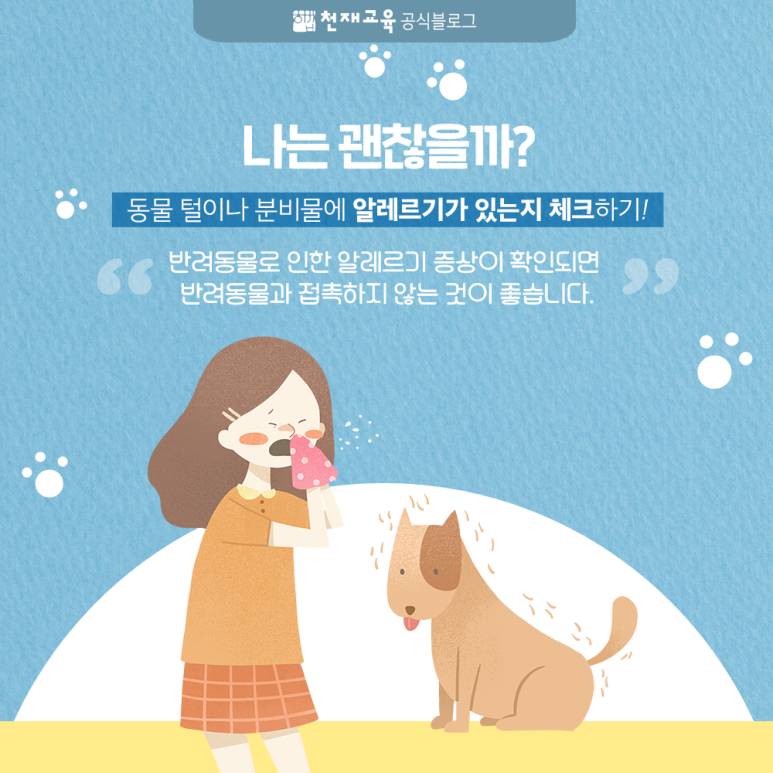 천재교육 공식블로그
나는 괜찮을까?
동물 털이나 분비물에 알레르기가 있는지 체크하기!
“ 반려동물로 인한 알레르기 증상이 확인되면
반려동물과 접촉하지 않는 것이 좋습니다. ”